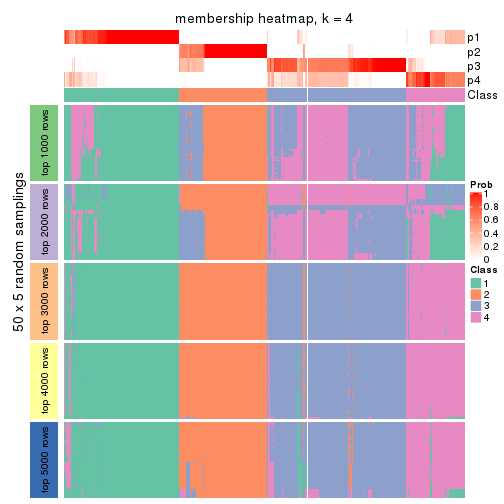 membership heatmap, k = 4
p1
p2
p3
p4
Class
50 x 5 random samplings
top 1000 rows
top 2000 rows
top 3000 rows
top 4000 rows
top 5000 rows
Prob
1
0.8
0.6
0.4
0.2
0
Class
1
2
3
4